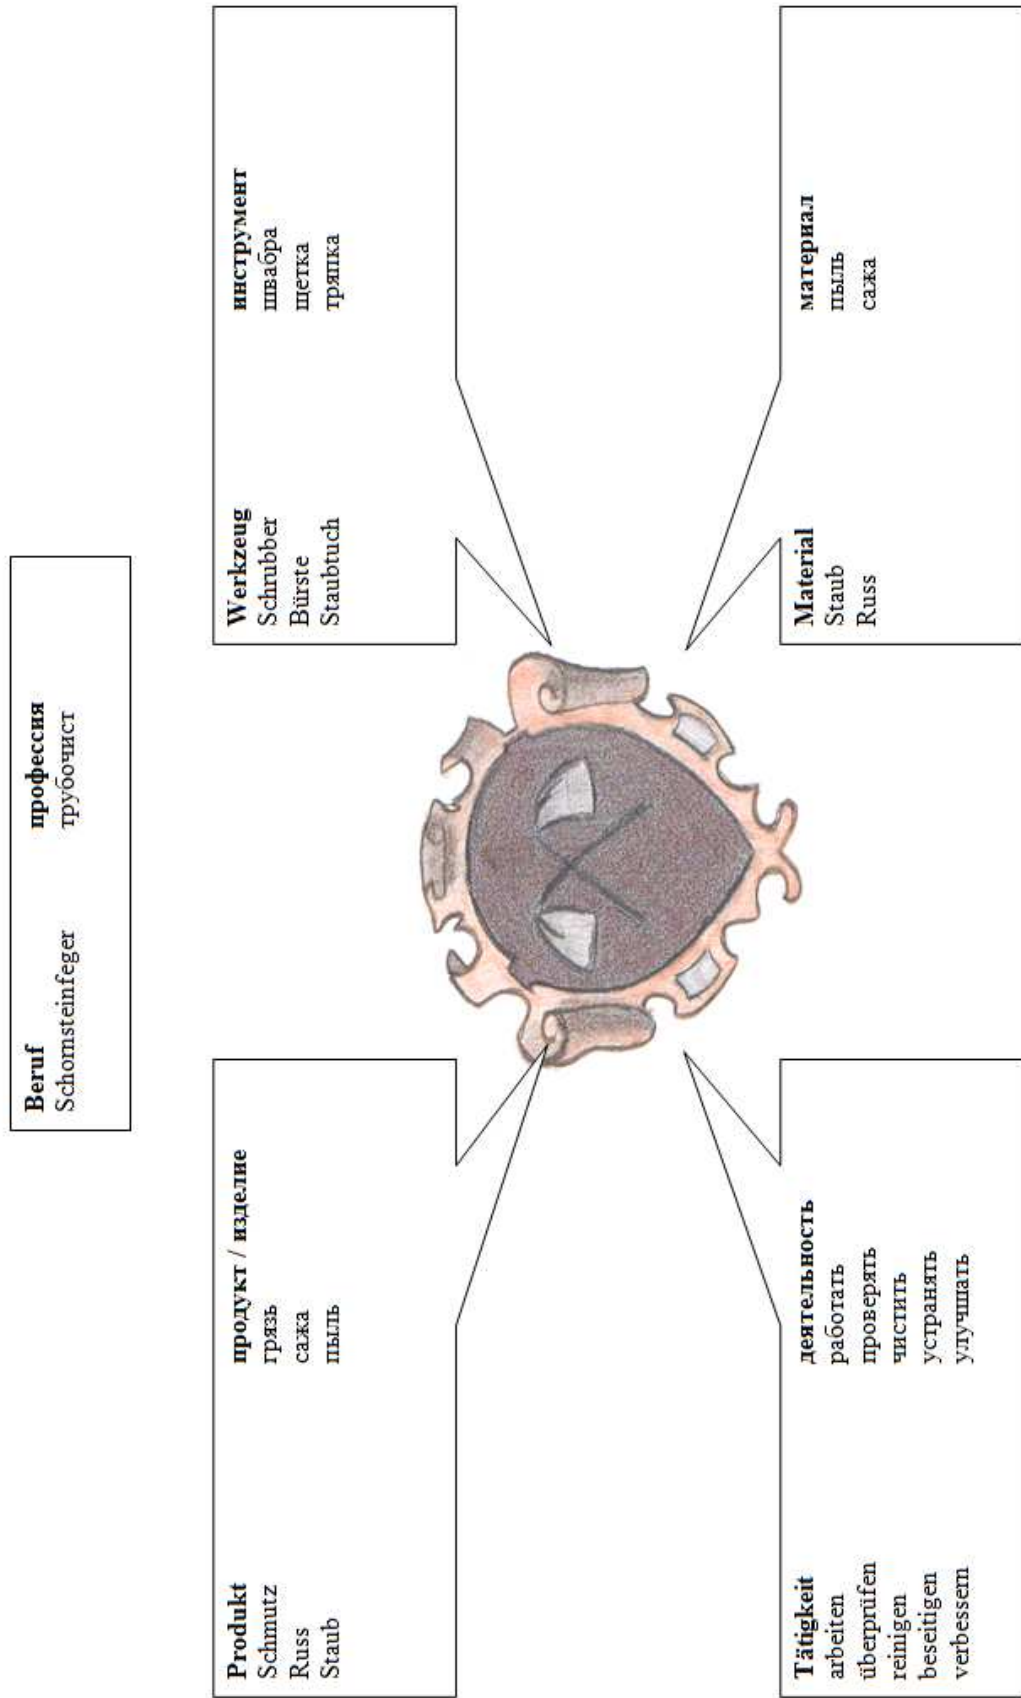 Beruf профессия
Schornsteinfeger трубочист
Produkt продукт / изделие
Schmutz грязь
Russ сажа
Staub пыль
Werkzeug инструмент
Schrubber швабра
Bürste щетка
Staubtuch тряпка
Tätigkeit деятельность
arbeiten работать
überprüfen проверять
reinigen чистить
beseitigen устранять
verbessern улучшать
Material материал
Staub пыль
Russ сажа